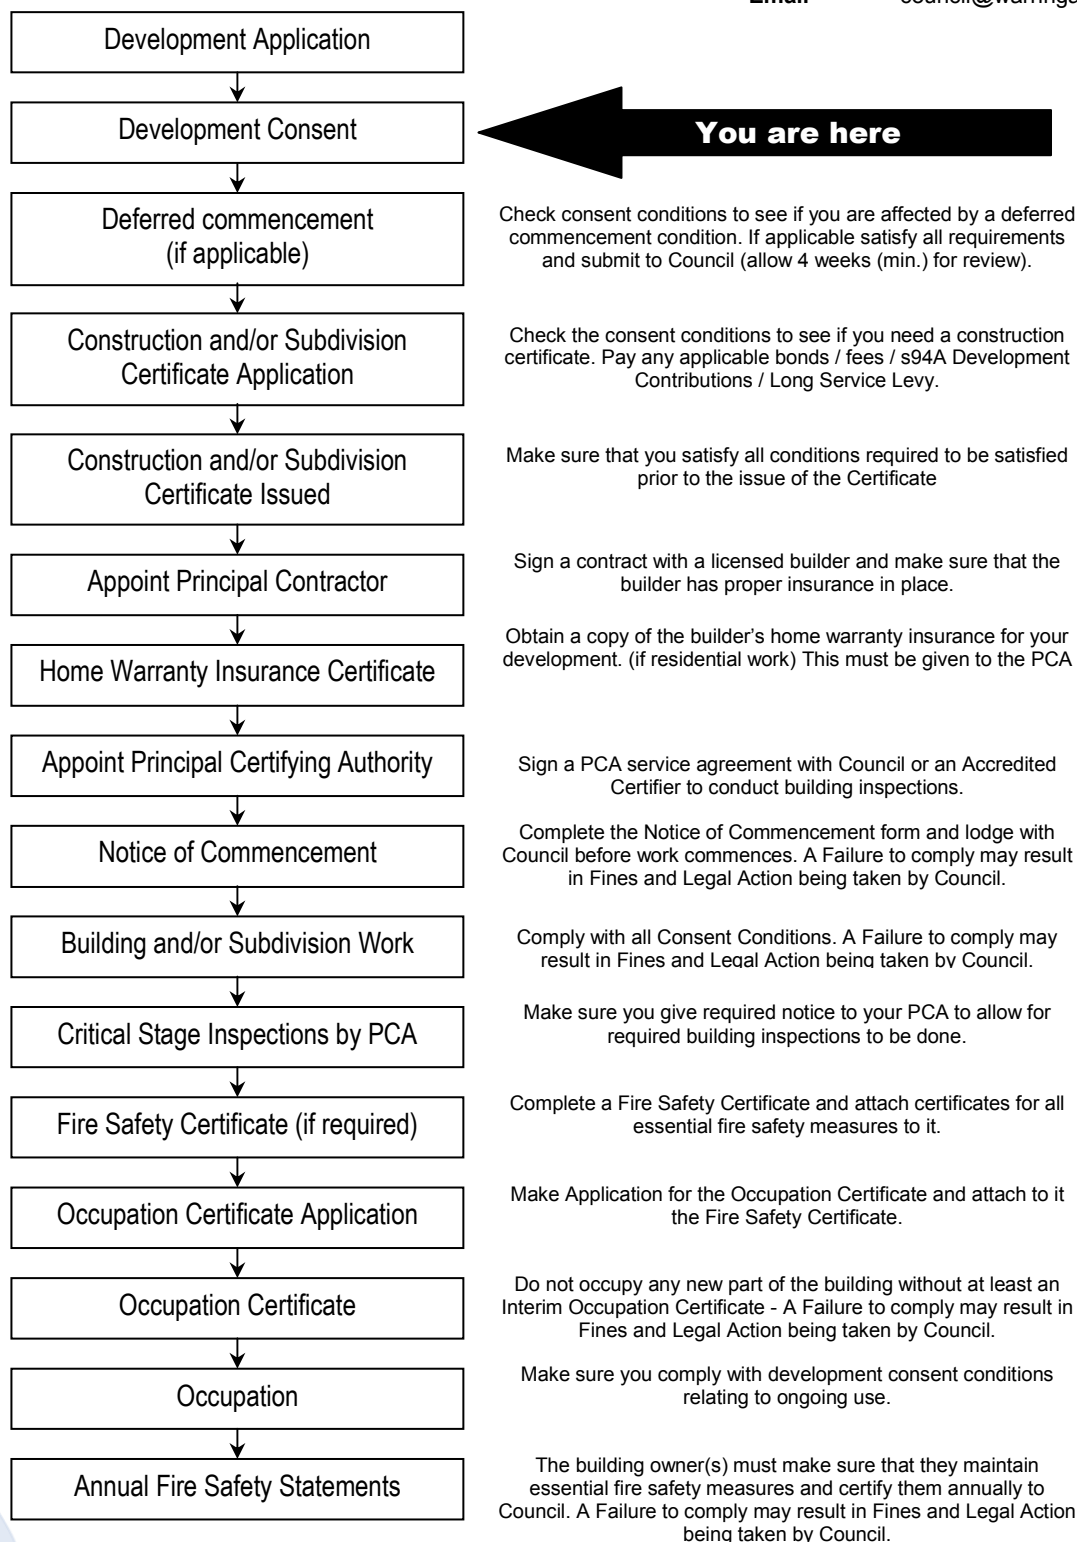 Email council@warringa
Development Application
Development Consent
You are here
Deferred commencement
(if applicable)
Check consent conditions to see if you are affected by a deferred
commencement condition. If applicable satisfy all requirements
and submit to Council (allow 4 weeks (min.) for review).
Construction and/or Subdivision
Certificate Application
Check the consent conditions to see if you need a construction
certificate. Pay any applicable bonds / fees / s94A Development
Contributions / Long Service Levy.
Construction and/or Subdivision
Certificate Issued
Make sure that you satisfy all conditions required to be satisfied
prior to the issue of the Certificate
Appoint Principal Contractor
Sign a contract with a licensed builder and make sure that the
builder has proper insurance in place.
Home Warranty Insurance Certificate
Obtain a copy of the builder's home warranty insurance for your
development. (if residential work) This must be given to the PCA
Appoint Principal Certifying Authority
Sign a PCA service agreement with Council or an Accredited
Certifier to conduct building inspections.
Notice of Commencement
Complete the Notice of Commencement form and lodge with
Council before work commences. A Failure to comply may result
in Fines and Legal Action being taken by Council.
Building and/or Subdivision Work
Comply with all Consent Conditions. A Failure to comply may
result in Fines and Legal Action being taken by Council.
Critical Stage Inspections by PCA
Make sure you give required notice to your PCA to allow for
required building inspections to be done.
Fire Safety Certificate (if required)
Complete a Fire Safety Certificate and attach certificates for all
essential fire safety measures to it.
Occupation Certificate Application
Make Application for the Occupation Certificate and attach to it
the Fire Safety Certificate.
Occupation Certificate
Do not occupy any new part of the building without at least an
Interim Occupation Certificate - A Failure to comply may result in
Fines and Legal Action being taken by Council.
Occupation
Make sure you comply with development consent conditions
relating to ongoing use.
Annual Fire Safety Statements
The building owner(s) must make sure that they maintain
essential fire safety measures and certify them annually to
Council. A Failure to comply may result in Fines and Legal Action
being taken by Council.